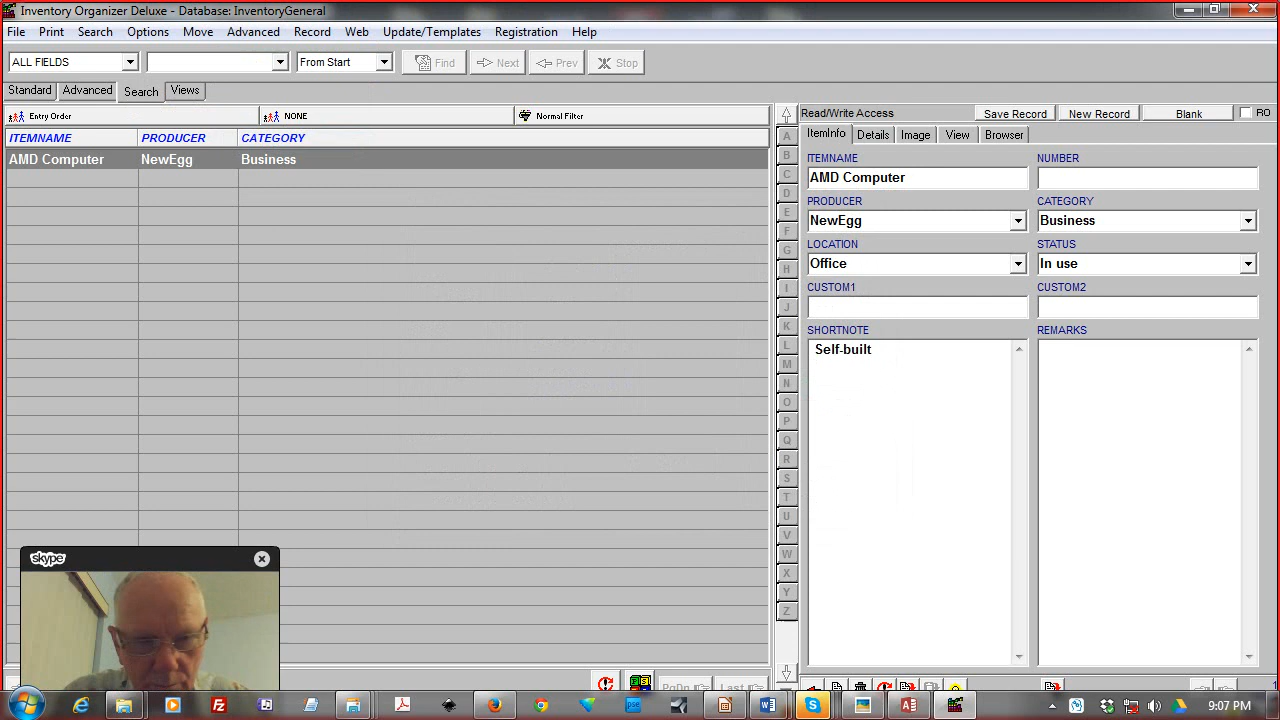 Inventory Organizer Deluxe - Database: InventoryGeneral
File Print Search Options Move Advanced Record Web Update/Templates Registration Help
ALL FIELDS From Start Find Next Prev Stop
Standard Advanced Search Views
Entry Order NONE Normal Filter
ITEMNAME PRODUCER CATEGORY
AMD Computer NewEgg Business
Read/Write Access Save Record New Record Blank RO
ItemInfo Details Image View Browser
ITEMNAME NUMBER
AMD Computer
PRODUCER CATEGORY
NewEgg Business
LOCATION STATUS
Office In use
CUSTOM1 CUSTOM2
SHORTNOTE REMARKS
Self-built
A
B
C
D
E
F
G
H
I
J
K
L
M
N
O
P
Q
R
S
T
U
V
W
X
Y
Z
skype
PgDn Last
9:07 PM